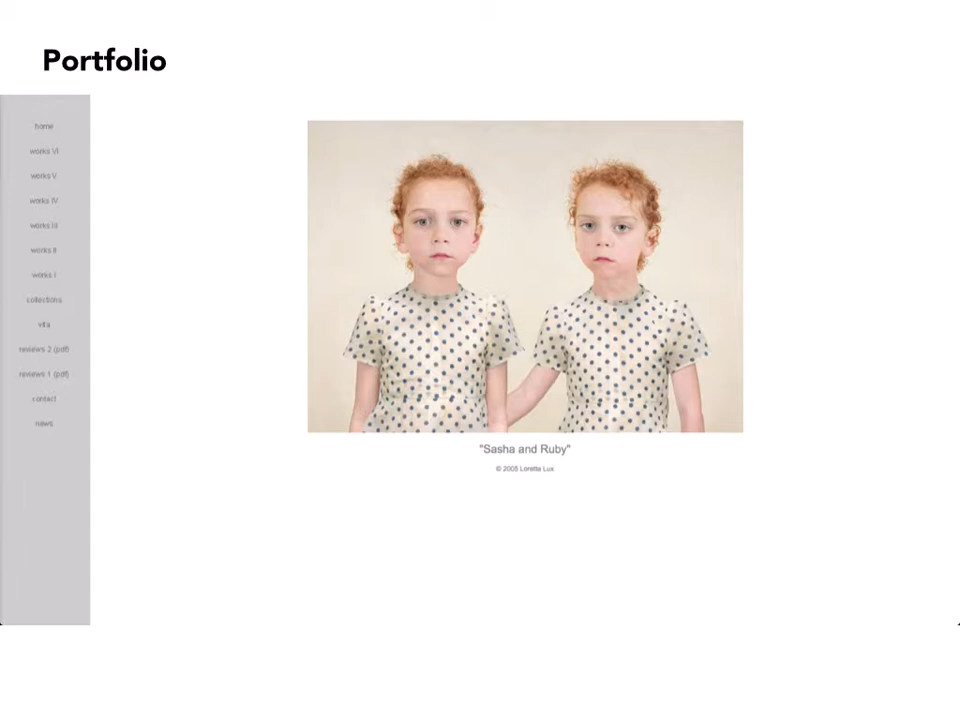 Portfolio
home
works VI
works V
works IV
works III
works II
works I
collections
vita
reviews 2 (pdf)
reviews 1 (pdf)
contact
news
"Sasha and Ruby"
© 2005 Loretta Lux